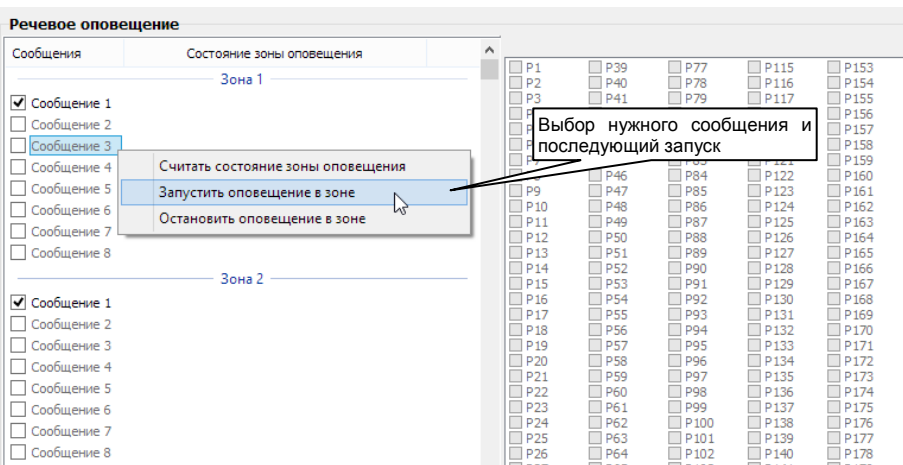 Речевое оповещение
Сообщения Состояние зоны оповещения
Зона 1
Сообщение 1
Сообщение 2
Сообщение 3
Сообщение 4
Сообщение 5
Сообщение 6
Сообщение 7
Сообщение 8
Считать состояние зоны оповещения
Запустить оповещение в зоне
Остановить оповещение в зоне
Зона 2
Сообщение 1
Сообщение 2
Сообщение 3
Сообщение 4
Сообщение 5
Сообщение 6
Сообщение 7
Сообщение 8
Выбор нужного сообщения и
последующий запуск
P1 P39 P77 P115 P153
P2 P40 P78 P116 P154
P3 P41 P79 P117 P155
P156
P157
P158
P159
P46 P84 P122 P160
P9 P47 P85 P123 P161
P10 P48 P86 P124 P162
P11 P49 P87 P125 P163
P12 P50 P88 P126 P164
P13 P51 P89 P127 P165
P14 P52 P90 P128 P166
P15 P53 P91 P129 P167
P16 P54 P92 P130 P168
P17 P55 P93 P131 P169
P18 P56 P94 P132 P170
P19 P57 P95 P133 P171
P20 P58 P96 P134 P172
P21 P59 P97 P135 P173
P22 P60 P98 P136 P174
P23 P61 P99 P137 P175
P24 P62 P100 P138 P176
P25 P63 P101 P139 P177
P26 P64 P102 P140 P178